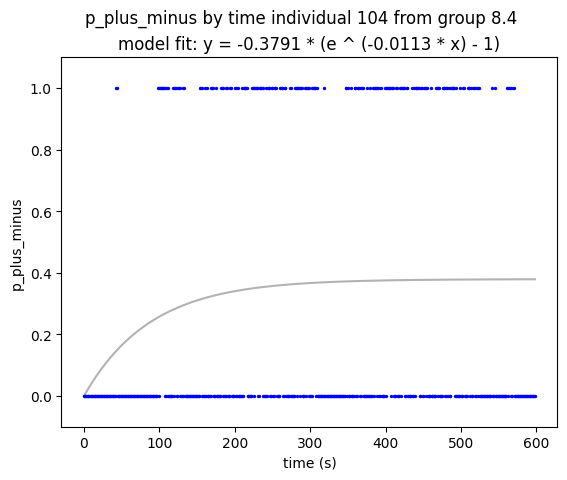 p_plus_minus by time individual 104 from group 8.4
model fit: y = -0.3791 * (e ^ (-0.0113 * x) - 1)
1.0
0.8
0.6
0.4
0.2
0.0
p_plus_minus
0 100 200 300 400 500 600
time (s)